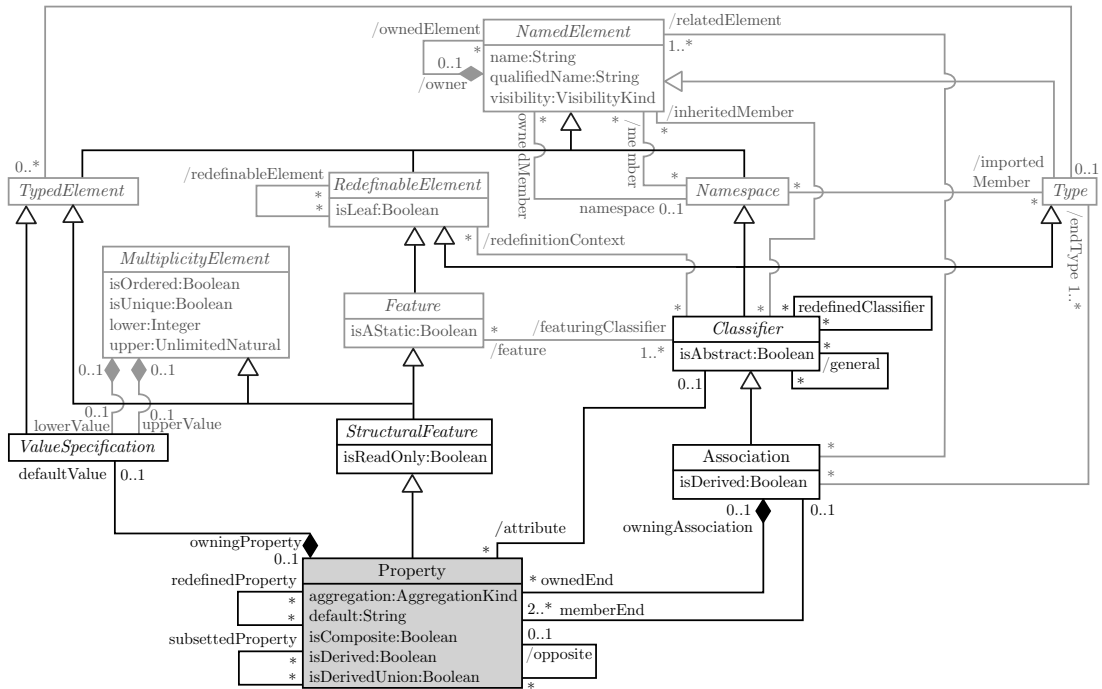 /ownedElement
NamedElement
/relatedElement
*
1..*
0..1
name:String
qualifiedName:String
visibility:VisibilityKind
/owner
ownedMember
*
*
/member
/inheritedMember
*
0..*
TypedElement
/redefinableElement
*
*
RedefinableElement
isLeaf:Boolean
*
Namespace
*
/imported
Member
*
0..1
Type
namespace 0..1
/endType 1..*
*
/redefinitionContext
MultiplicityElement
isOrdered:Boolean
isUnique:Boolean
lower:Integer
upper:UnlimitedNatural
Feature
isAStatic:Boolean
*
/featuringClassifier
/feature
1..*
*
*
*
redefinedClassifier
*
Classifier
isAbstract:Boolean
*
/general
*
0..1
0..1
0..1
0..1
0..1
lowerValue
upperValue
ValueSpecification
defaultValue
0..1
StructuralFeature
isReadOnly:Boolean
Association
isDerived:Boolean
*
*
0..1
0..1
owningAssociation
/attribute
*
owningProperty
0..1
Property
aggregation:AggregationKind
default:String
isComposite:Boolean
isDerived:Boolean
isDerivedUnion:Boolean
redefinedProperty
*
*
subsettedProperty
*
*
* ownedEnd
2..* memberEnd
0..1
/opposite
*